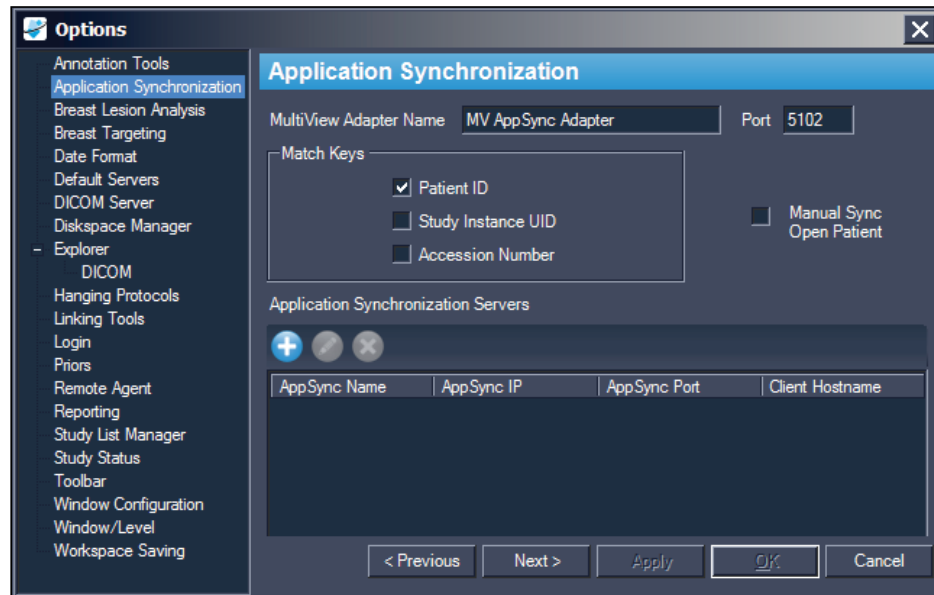 Options
Annotation Tools
Application Synchronization
Breast Lesion Analysis
Breast Targeting
Date Format
Default Servers
DICOM Server
Diskspace Manager
Explorer
DICOM
Hanging Protocols
Linking Tools
Login
Priors
Remote Agent
Reporting
Study List Manager
Study Status
Toolbar
Window Configuration
Window/Level
Workspace Saving
Application Synchronization
MultiView Adapter Name MV AppSync Adapter Port 5102
Match Keys
Patient ID
Study Instance UID
Accession Number
Manual Sync
Open Patient
Application Synchronization Servers
AppSync Name AppSync IP AppSync Port Client Hostname
< Previous Next > Apply OK Cancel